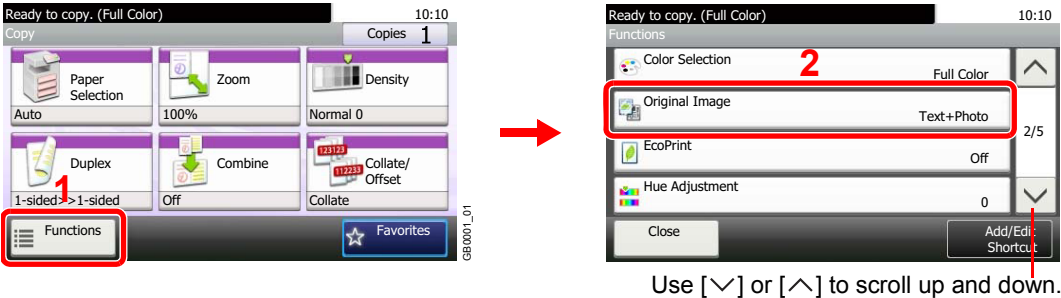 Ready to copy. (Full Color) 10:10
Copy Copies 1
Paper Selection
Auto
Zoom
100%
Density
Normal 0
Duplex
1-sided>>1-sided
Combine
Off
123123
112233
Collate/
Offset
Collate
1
Functions
Favorites
GB0001_01
Ready to copy. (Full Color) 10:10
Functions
2
Color Selection
Full Color
Original Image
Text+Photo
2/5
EcoPrint
Off
Hue Adjustment
0
Close
Add/Edit
Shortcut
Use [﹀] or [︿] to scroll up and down.